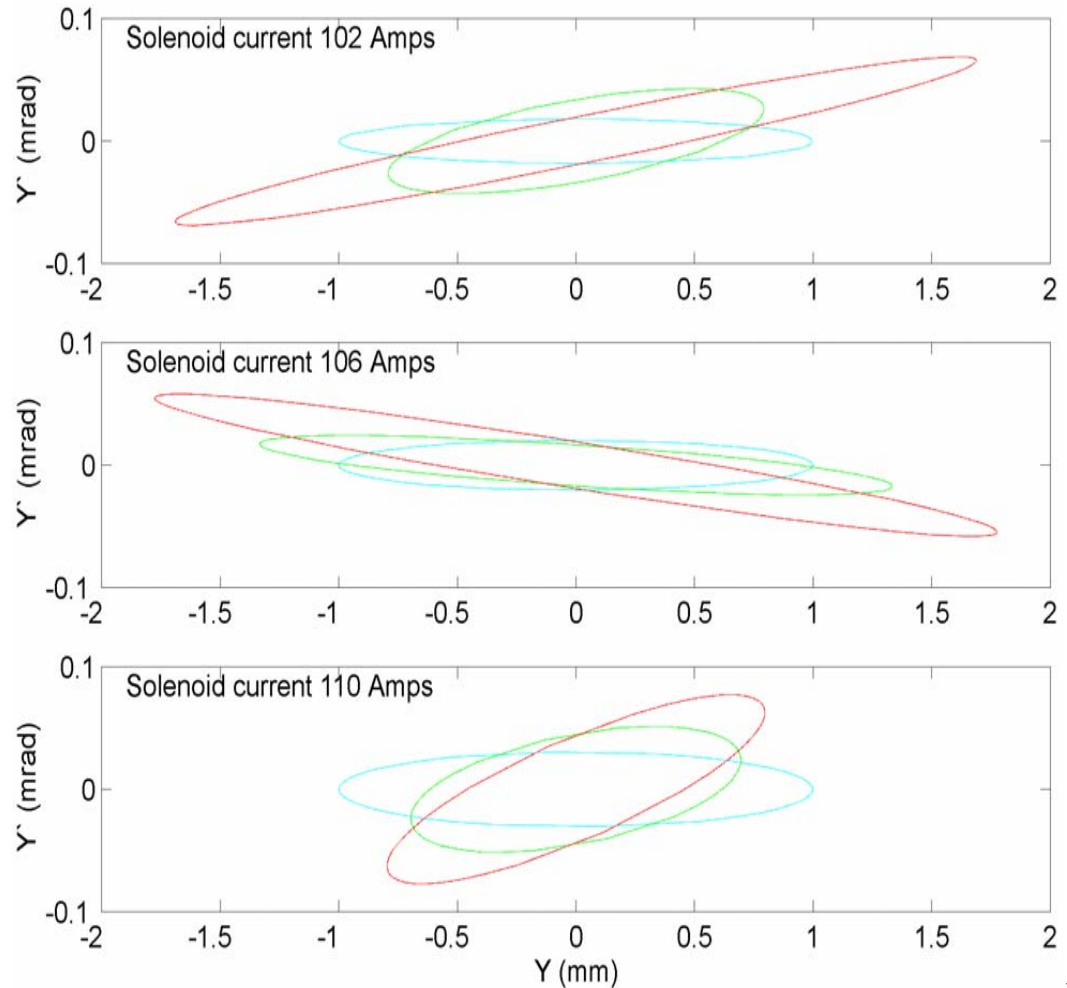 Solenoid current 102 Amps
0.1
0
-0.1
Y` (mrad)
-2 -1.5 -1 -0.5 0 0.5 1 1.5 2
Solenoid current 106 Amps
0.1
0
-0.1
Y` (mrad)
-2 -1.5 -1 -0.5 0 0.5 1 1.5 2
Solenoid current 110 Amps
0.1
0
-0.1
Y` (mrad)
-2 -1.5 -1 -0.5 0 0.5 1 1.5 2
Y (mm)